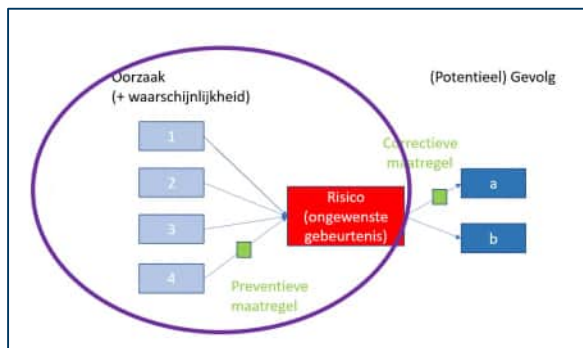 Oorzaak
(+ waarschijnlijkheid)
(Potentieel) Gevolg
1
2
3
4
Risico
(ongewenste
gebeurtenis)
Correctieve
maatregel
a
b
Preventieve
maatregel